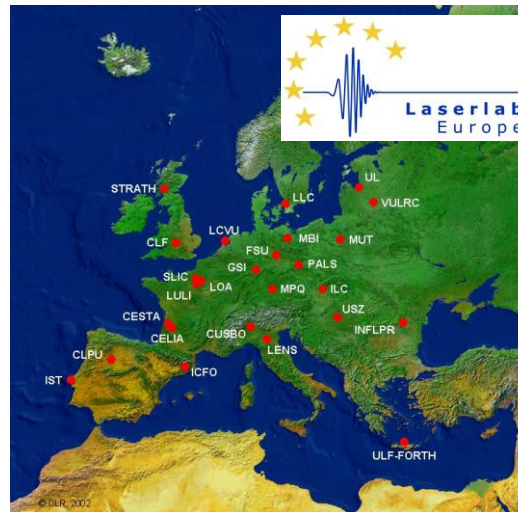 Laserlab
Europe
UL
STRATH
LLC
VULRC
LCVU
MBI
MUT
CLF
FSU
PALS
SLIC
GSI
LOA
LULI
MPQ
ILC
CESTA
USZ
CUSBO
INFLPR
CELIA
LENS
CLPU
ICFO
IST
ULF-FORTH
© DLR, 2002